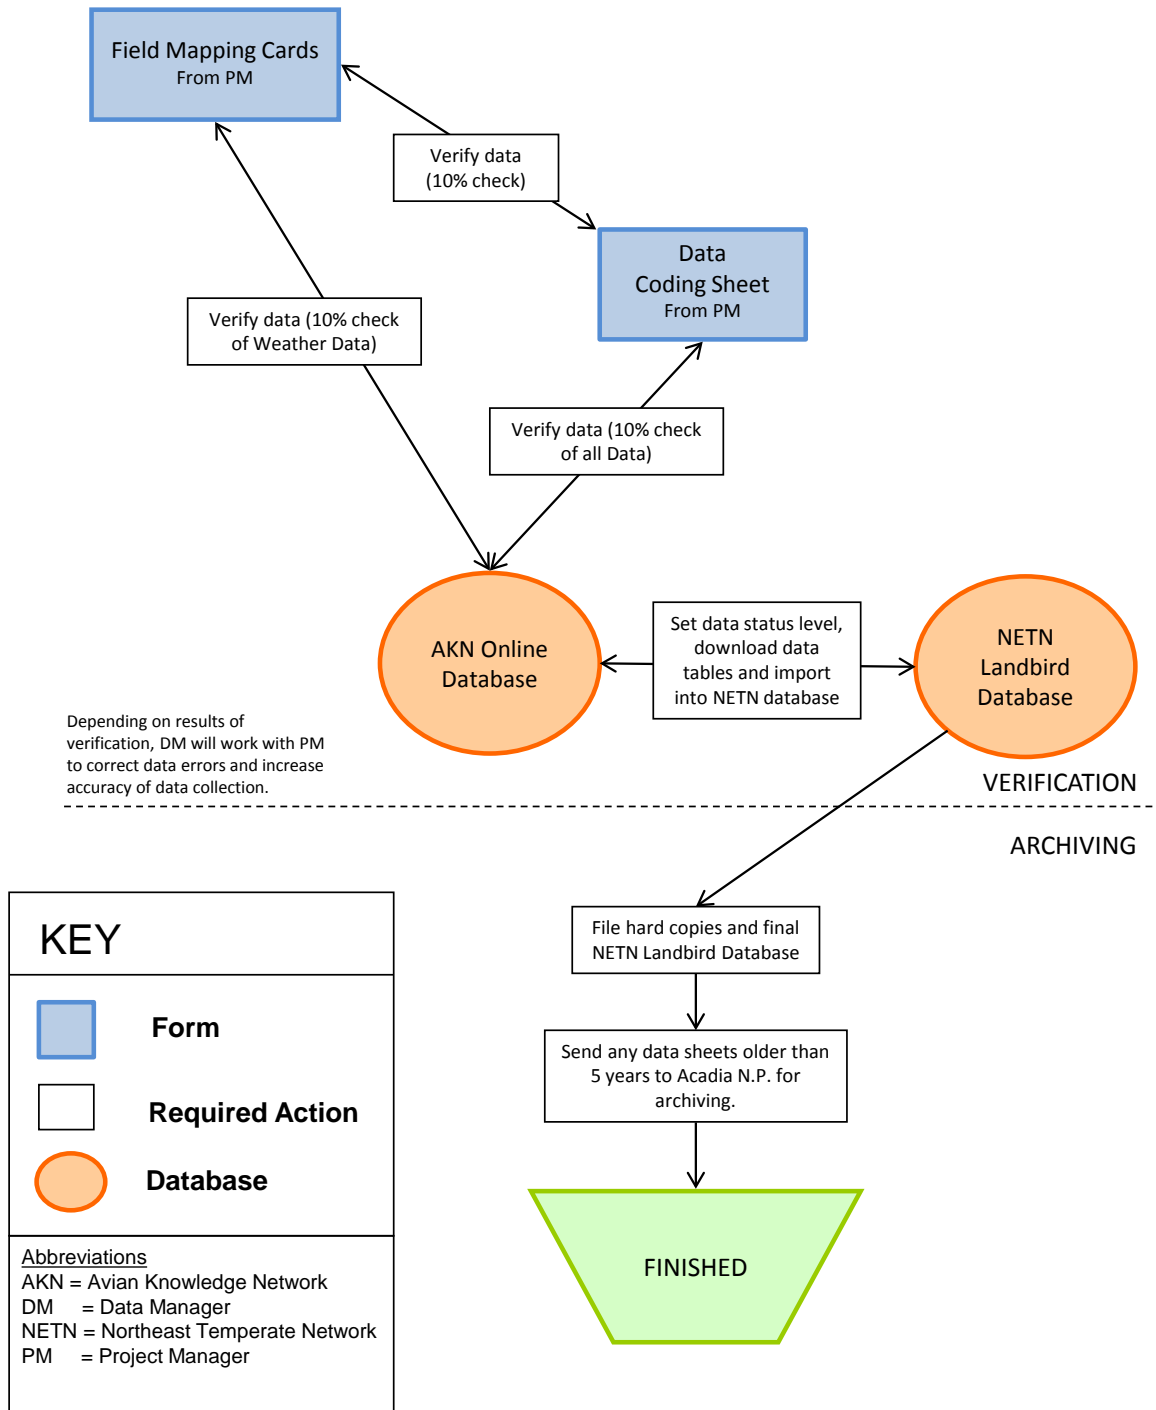 Field Mapping Cards
From PM
Verify data
(10% check)
Data
Coding Sheet
From PM
Verify data (10% check
of Weather Data)
Verify data (10% check
of all Data)
AKN Online
Database
Set data status level,
download data
tables and import
into NETN database
NETN
Landbird
Database
Depending on results of
verification, DM will work with PM
to correct data errors and increase
accuracy of data collection.
VERIFICATION
ARCHIVING
File hard copies and final
NETN Landbird Database
Send any data sheets older than
5 years to Acadia N.P. for
archiving.
FINISHED
KEY
Form
Required Action
Database
Abbreviations
AKN = Avian Knowledge Network
DM = Data Manager
NETN = Northeast Temperate Network
PM = Project Manager